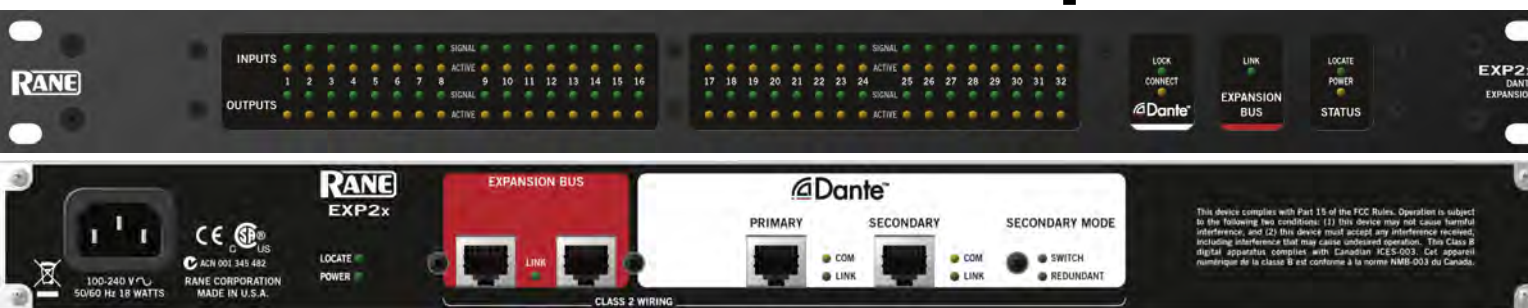 RANE
INPUTS
SIGNAL SIGNAL
ACTIVE ACTIVE
1 2 3 4 5 6 7 8 9 10 11 12 13 14 15 16 17 18 19 20 21 22 23 24 25 26 27 28 29 30 31 32
SIGNAL SIGNAL
OUTPUTS
ACTIVE ACTIVE
LOCK
CONNECT
Dante™
LINK
EXPANSION
BUS
LOCATE
POWER
STATUS
100-240 V
50/60 Hz 18 WATTS
CE C SP® US
ACN 001 345 482
RANE CORPORATION
MADE IN U.S.A.
RANE
EXP2x
LOCATE
POWER
EXPANSION BUS
LINK
Dante™
PRIMARY
COM
LINK
SECONDARY
COM
LINK
SECONDARY MODE
SWITCH
REDUNDANT
CLASS 2 WIRING
This device complies with Part 15 of the FCC Rules. Operation is subject
to the following two conditions: (1) this device may not cause harmful
interference, and (2) this device must accept any interference received,
including interference that may cause undesired operation. This Class B
digital apparatus complies with Canadian ICES-003. Cet appareil
numérique de la classe B est conforme à la norme NMB-003 du Canada.